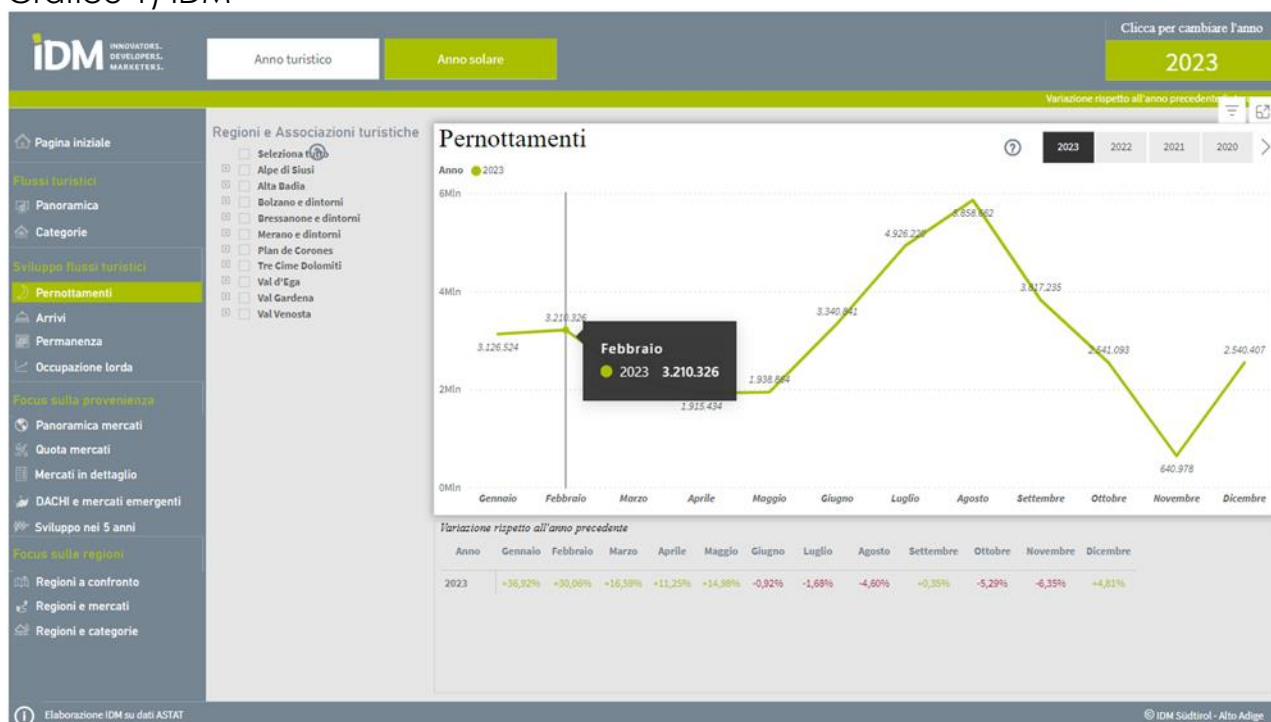 iDM INNOVATORS.
DEVELOPERS.
MARKETERS.
Anno turistico
Anno solare
Clicca per cambiare l'anno
2023
Pagina iniziale
Flussi turistici
Panoramica
Categorie
Sviluppo flussi turistici
Pernottamenti
Arrivi
Permanenza
Occupazione lorda
Focus sulla provenienza
Panoramica mercati
Quota mercati
Mercati in dettaglio
DACHI e mercati emergenti
Sviluppo nei 5 anni
Focus sulle regioni
Regioni a confronto
Regioni e mercati
Regioni e categorie
Regioni e Associazioni turistiche
Seleziona tutto
Alpe di Siusi
Alta Badia
Bolzano e dintorni
Bressanone e dintorni
Merano e dintorni
Plan de Corones
Tre Cime Dolomiti
Val d'Ega
Val Gardena
Val Venosta
Variazione rispetto all'anno precedente
Pernottamenti
2023 2022 2021 2020
Anno 2023
6Mln
4Mln
2Mln
0Mln
3.126.524
3.210.326
1.915.434
1.938.864
3.340.841
4.926.220
5.858.662
3.817.235
2.541.093
640.978
2.540.407
Febbraio
2023 3.210.326
Gennaio Febbraio Marzo Aprile Maggio Giugno Luglio Agosto Settembre Ottobre Novembre Dicembre
Variazione rispetto all'anno precedente
Anno Gennaio Febbraio Marzo Aprile Maggio Giugno Luglio Agosto Settembre Ottobre Novembre Dicembre
2023 +36,92% +30,06% +16,59% +11,25% +14,98% -0,92% -1,68% -4,60% +0,35% -5,29% -6,35% +4,81%
Elaborazione IDM su dati ASTAT
© IDM Südtirol - Alto Adige